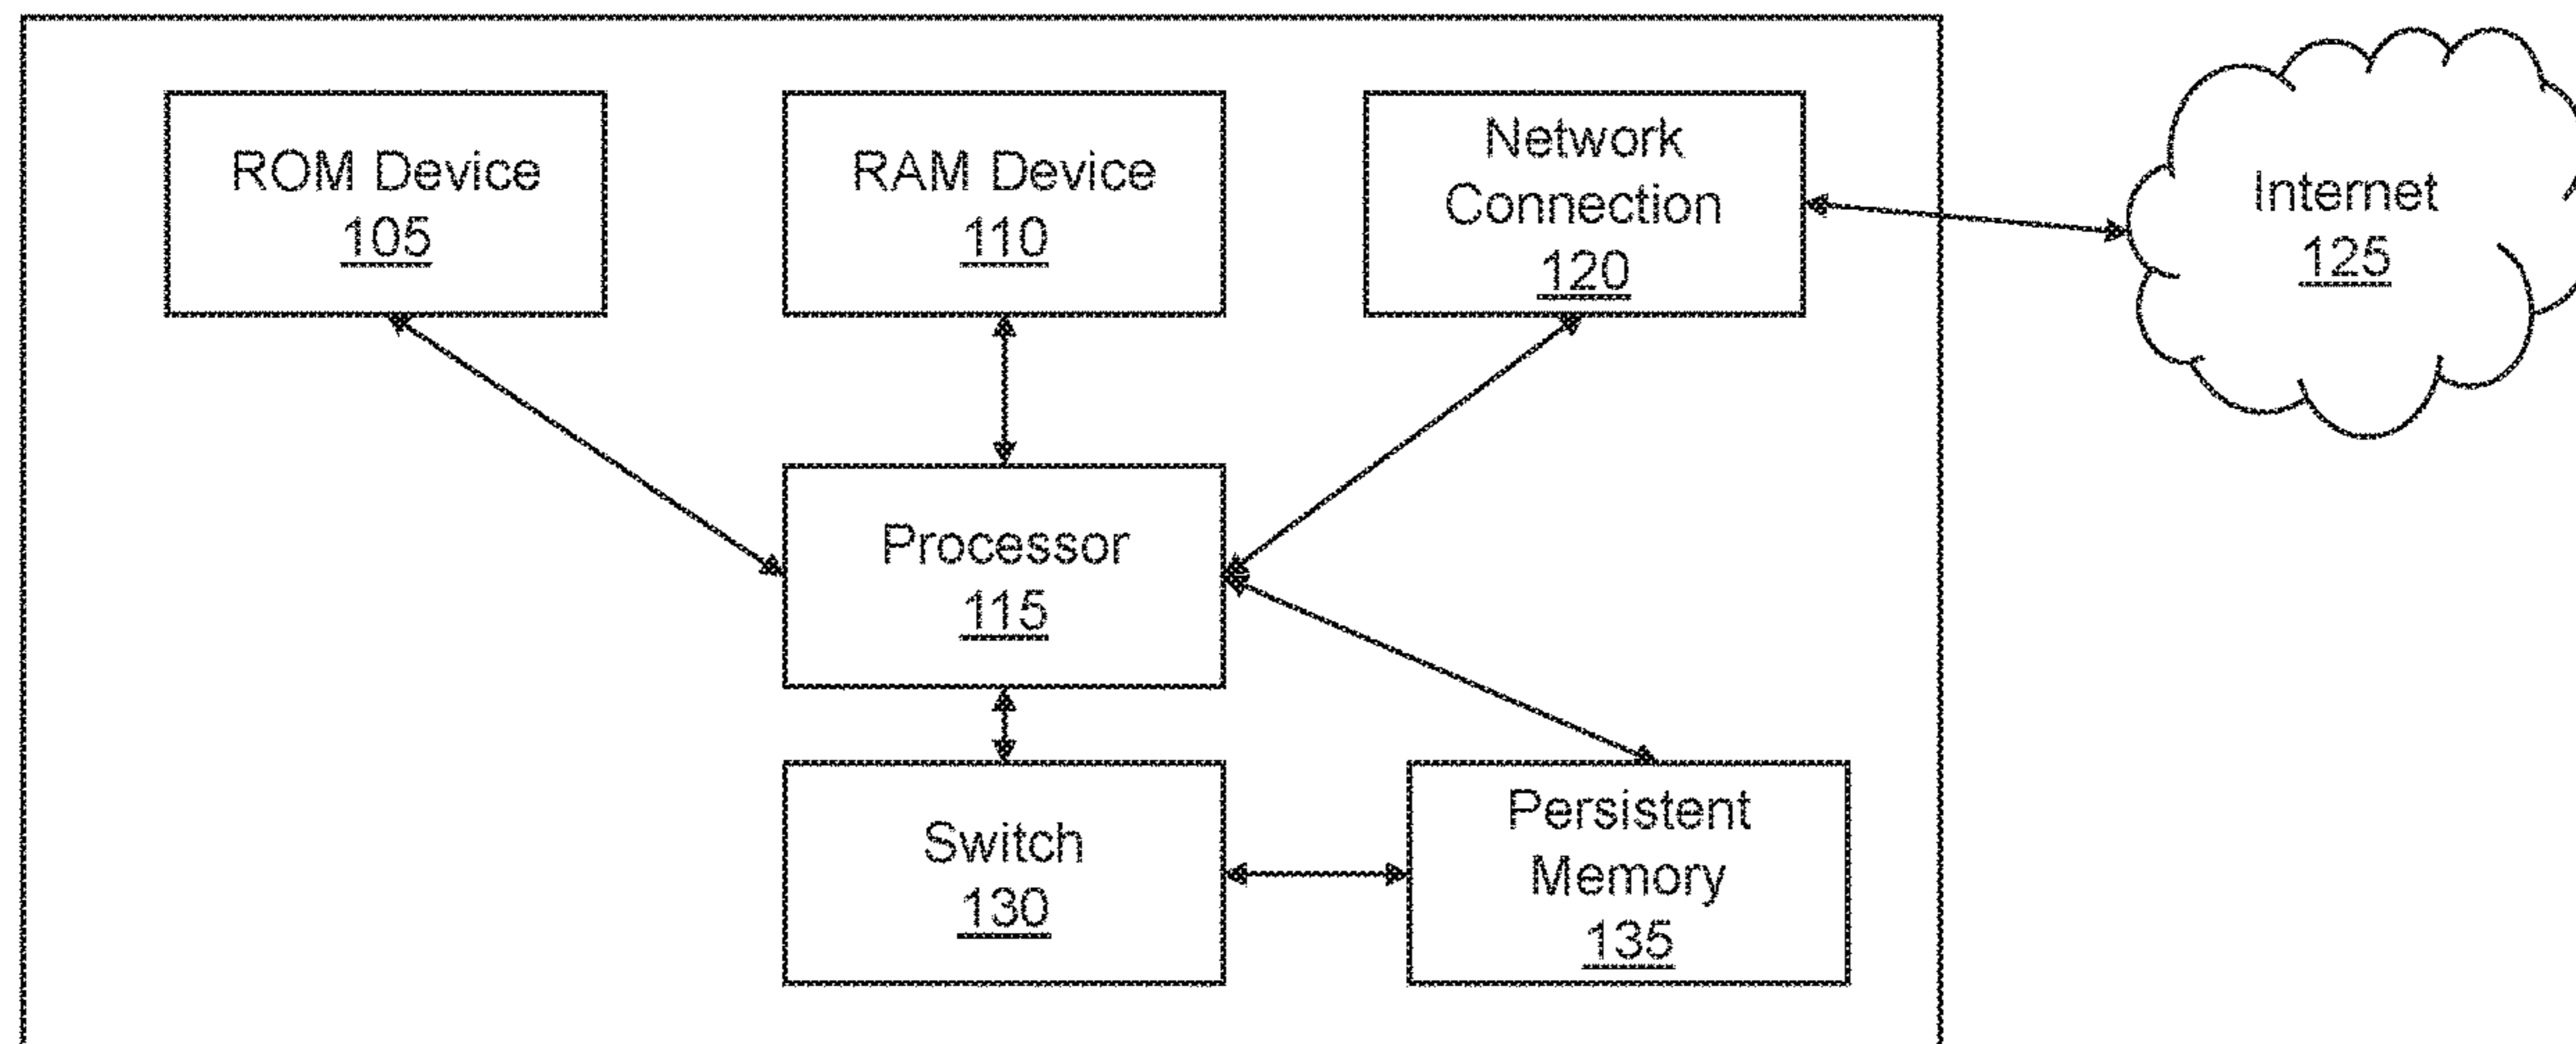 ROM Device
105
RAM Device
110
Network
Connection
120
Internet
125
Processor
115
Switch
130
Persistent
Memory
135